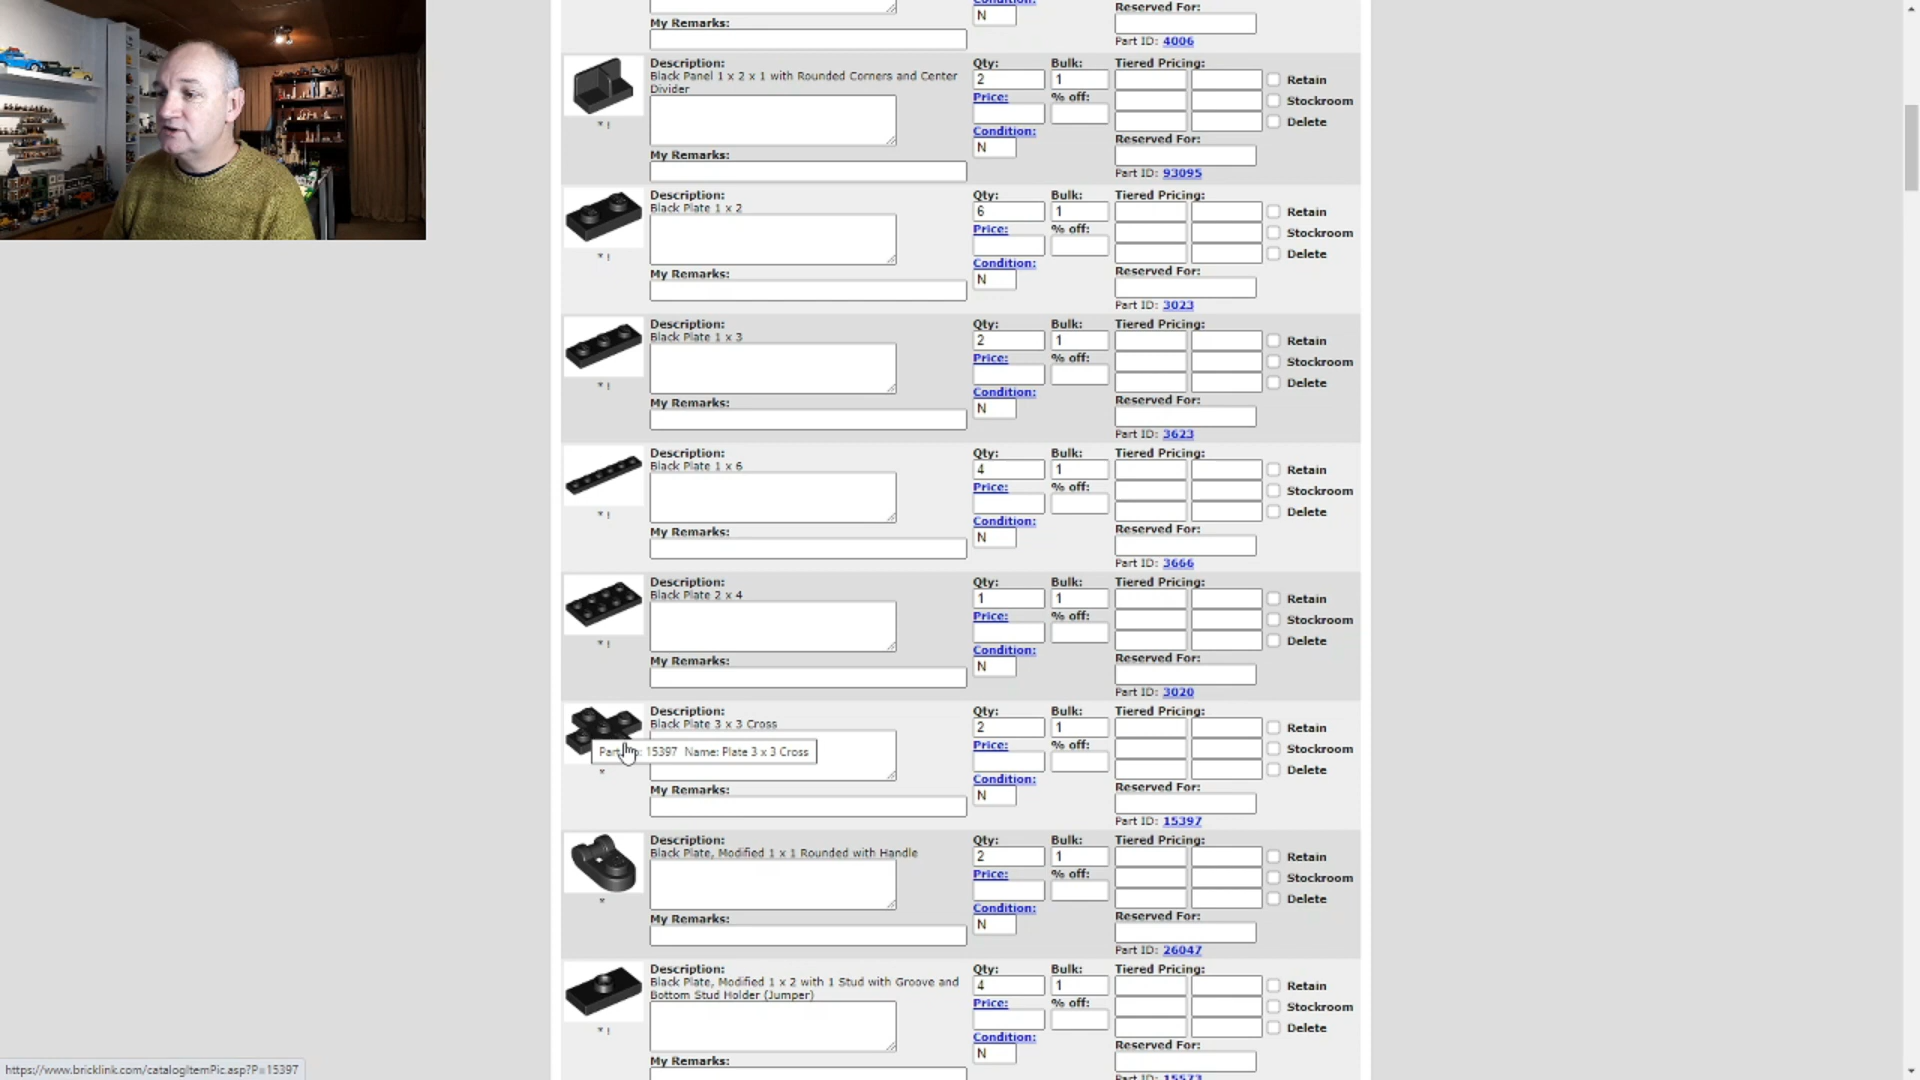 Condition:
N
Reserved For:
My Remarks:
Part ID: 4006
Description:
Black Panel 1 x 2 x 1 with Rounded Corners and Center
Divider
Qty: Bulk: Tiered Pricing:
2 1 Retain
Price: % off: Stockroom
Delete
Condition:
N
Reserved For:
* !
My Remarks:
Part ID: 93095
Description:
Black Plate 1 x 2
Qty: Bulk: Tiered Pricing:
6 1 Retain
Price: % off: Stockroom
Delete
Condition:
N
Reserved For:
* !
My Remarks:
Part ID: 3023
Description:
Black Plate 1 x 3
Qty: Bulk: Tiered Pricing:
2 1 Retain
Price: % off: Stockroom
Delete
Condition:
N
Reserved For:
* !
My Remarks:
Part ID: 3623
Description:
Black Plate 1 x 6
Qty: Bulk: Tiered Pricing:
4 1 Retain
Price: % off: Stockroom
Delete
Condition:
N
Reserved For:
* !
My Remarks:
Part ID: 3666
Description:
Black Plate 2 x 4
Qty: Bulk: Tiered Pricing:
1 1 Retain
Price: % off: Stockroom
Delete
Condition:
N
Reserved For:
* !
My Remarks:
Part ID: 3020
Description:
Black Plate 3 x 3 Cross
Qty: Bulk: Tiered Pricing:
2 1 Retain
Price: % off: Stockroom
Delete
15397 Name: Plate 3 x 3 Cross
Condition:
N
Reserved For:
*
My Remarks:
Part ID: 15397
Description:
Black Plate, Modified 1 x 1 Rounded with Handle
Qty: Bulk: Tiered Pricing:
2 1 Retain
Price: % off: Stockroom
Delete
Condition:
N
Reserved For:
*
My Remarks:
Part ID: 26047
Description:
Black Plate, Modified 1 x 2 with 1 Stud with Groove and
Bottom Stud Holder (Jumper)
Qty: Bulk: Tiered Pricing:
4 1 Retain
Price: % off: Stockroom
Delete
Condition:
N
Reserved For:
* !
My Remarks:
Part ID: 15573
https://www.bricklink.com/catalogItemPic.asp?P=15397